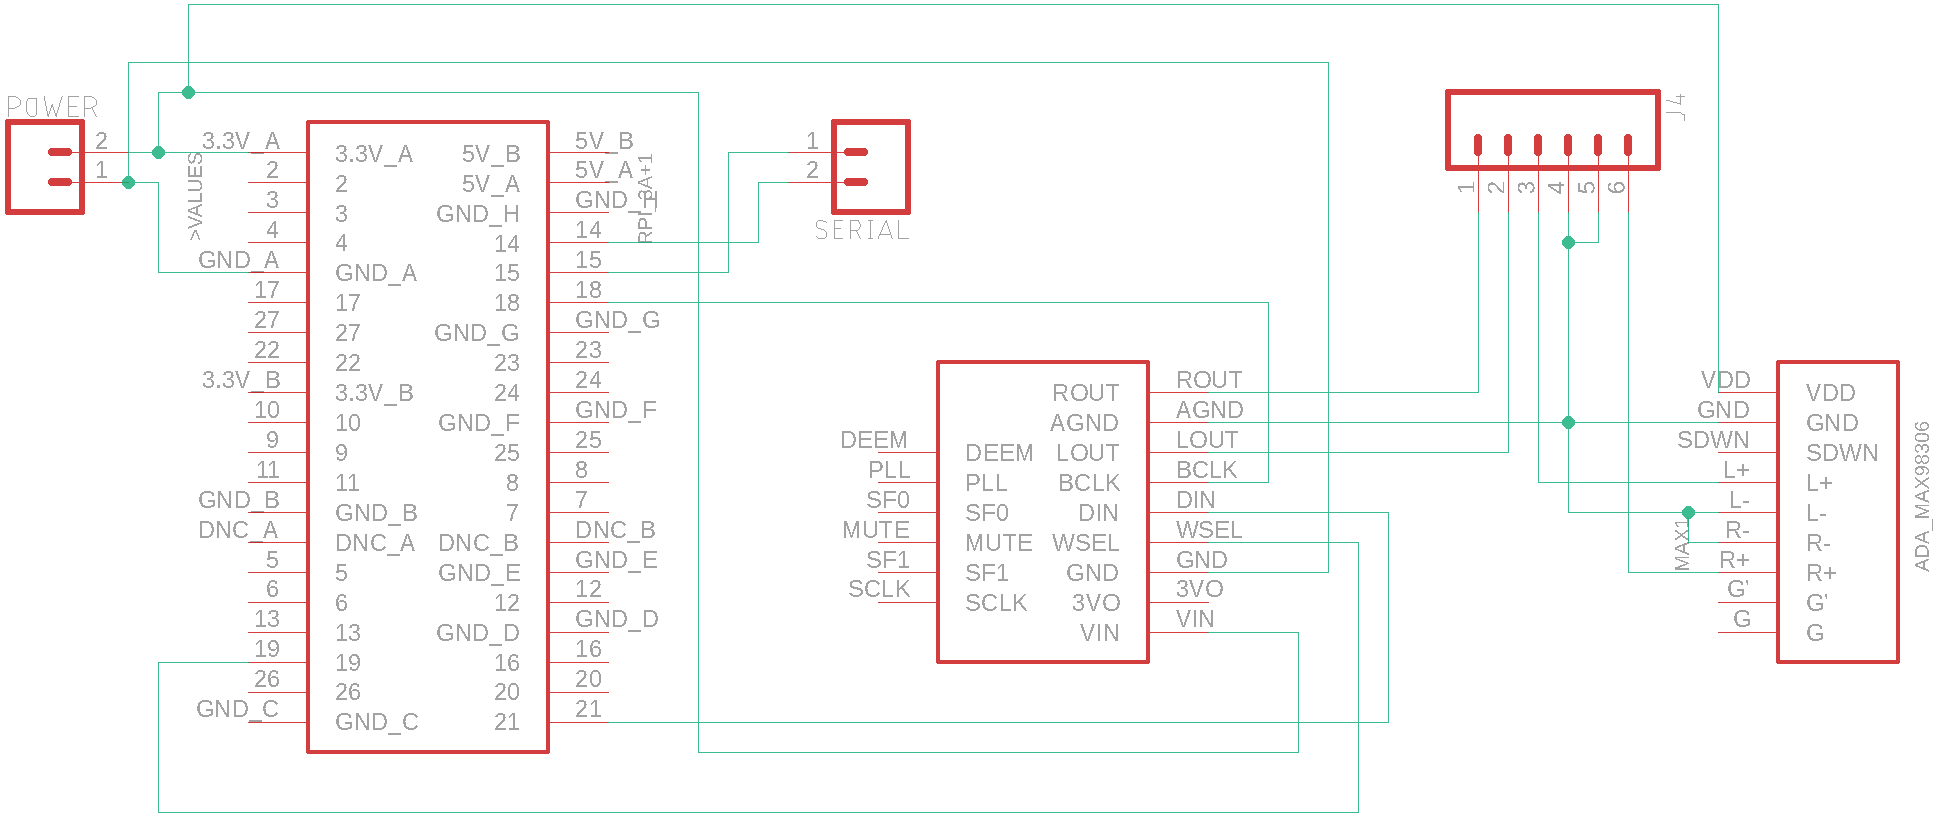 POWER
2
1
>VALUES
3.3V_A
2
3
4
GND_A
17
27
22
3.3V_B
10
9
11
GND_B
DNC_A
5
6
13
19
26
GND_C
3.3V_A
2
3
4
GND_A
17
27
22
3.3V_B
10
9
11
GND_B
DNC_A
5
6
13
19
26
GND_C
5V_B
5V_A
GND_H
14
15
18
GND_G
23
24
GND_F
25
8
7
DNC_B
GND_E
12
GND_D
16
20
21
5V_B
5V_A
GND_H
14
15
18
GND_G
23
24
GND_F
25
8
7
DNC_B
GND_E
12
GND_D
16
20
21
RPI_3A+1
1
2
SERIAL
DEEM
PLL
SF0
MUTE
SF1
SCLK
DEEM
PLL
SF0
MUTE
SF1
SCLK
ROUT
AGND
LOUT
BCLK
DIN
WSEL
GND
3VO
VIN
ROUT
AGND
LOUT
BCLK
DIN
WSEL
GND
3VO
VIN
J4
1
2
3
4
5
6
VDD
GND
SDWN
L+
L-
R-
R+
G'
G
MAX1
VDD
GND
SDWN
L+
L-
R-
R+
G'
G
ADA_MAX98306